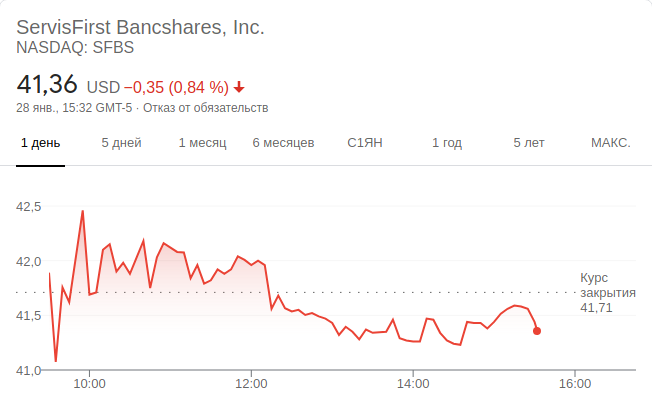 ServisFirst Bancshares, Inc.
NASDAQ: SFBS
41,36 USD −0,35 (0,84 %)
28 янв., 15:32 GMT-5 · Отказ от обязательств
1 день 5 дней 1 месяц 6 месяцев С1ЯН 1 год 5 лет МАКС.
42,5
42,0
Курс
закрытия
41,71
41,5
41,0
10:00 12:00 14:00 16:00